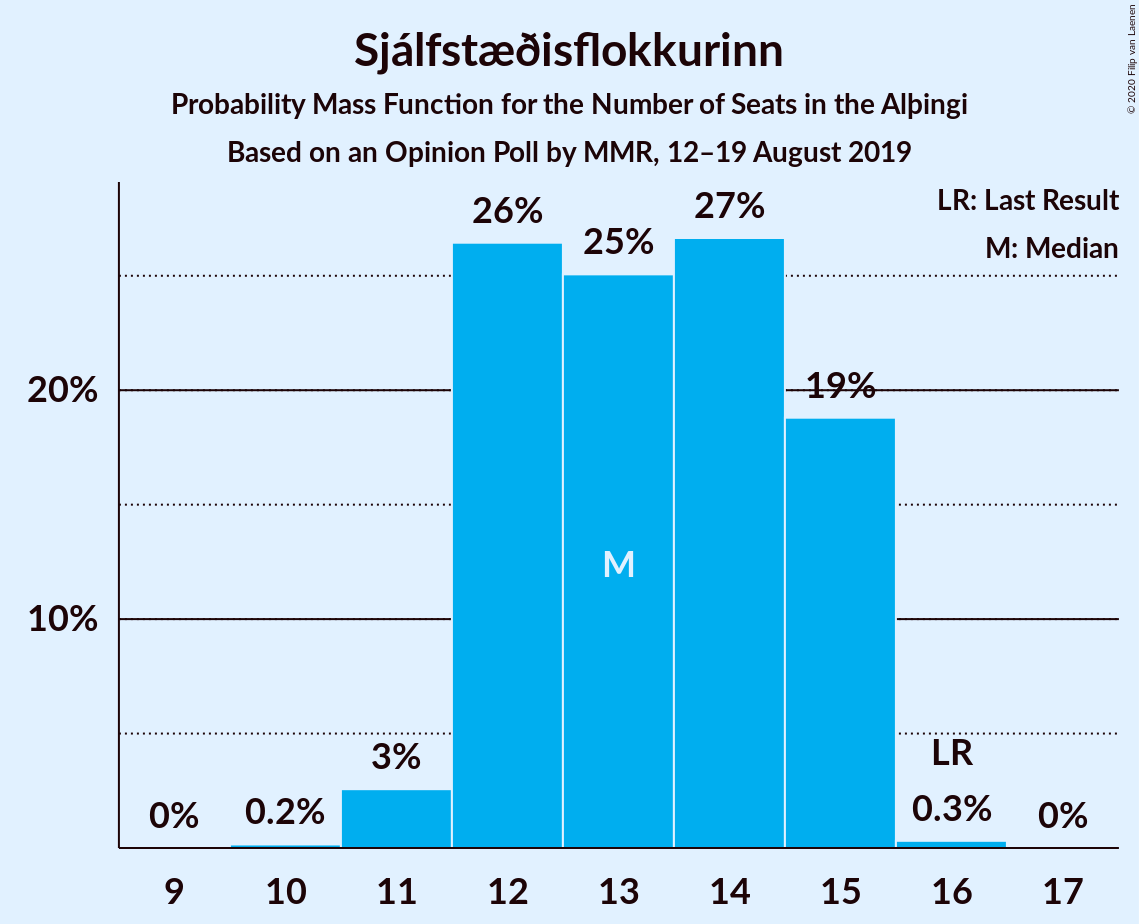 Sjálfstæðisflokkurinn
Probability Mass Function for the Number of Seats in the Alþingi
Based on an Opinion Poll by MMR, 12–19 August 2019
© 2020 Filip van Laenen
LR: Last Result
M: Median
20%
10%
0%
0.2%
3%
26%
25%
27%
19%
LR
0.3%
0%
M
9 10 11 12 13 14 15 16 17